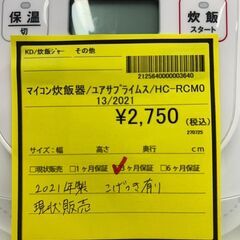 保温
切
炊飯
スタート
KD/炊飯ジャー その他
2125640000003640
マイコン炊飯器/ユアサプライムス/HC-RCM0
13/2021
¥2,750(税込)
270725
サイズ:幅 高さ 奥行 cm
□現状販売 □1ヶ月保証 □3ヶ月保証 □6ヶ月保証
2021年製 こげつき有り
現状販売